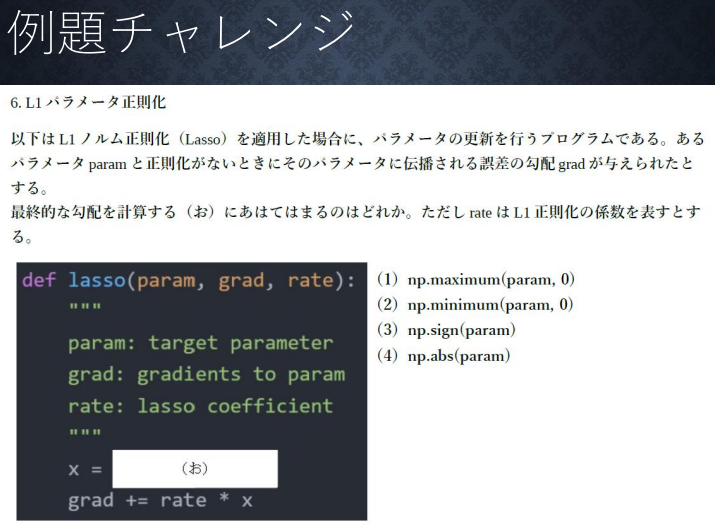 例題チャレンジ
6. L1 パラメータ正則化
以下は L1 ノルム正則化（Lasso）を適用した場合に、パラメータの更新を行うプログラムである。ある
パラメータ param と正則化がないときにそのパラメータに伝播される誤差の勾配 grad が与えられたと
する。
最終的な勾配を計算する（お）にあてはまるのはどれか。ただし rate は L1 正則化の係数を表すとす
る。
def lasso(param, grad, rate):
"""
param: target parameter
grad: gradients to param
rate: lasso coefficient
"""
x = （お）
grad += rate * x
（1）np.maximum(param, 0)
（2）np.minimum(param, 0)
（3）np.sign(param)
（4）np.abs(param)